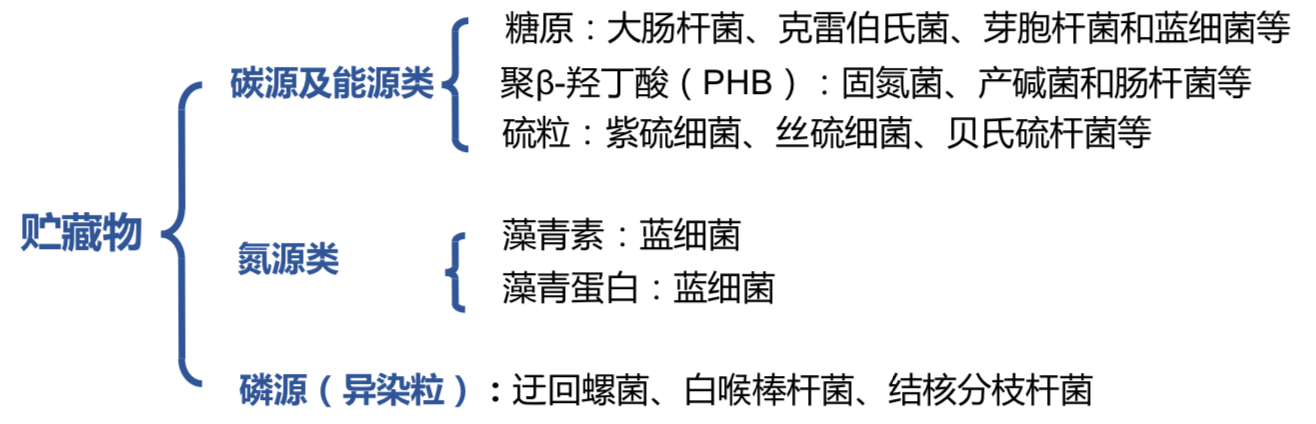 贮藏物
碳源及能源类
糖原：大肠杆菌、克雷伯氏菌、芽胞杆菌和蓝细菌等
聚β-羟丁酸（PHB）：固氮菌、产碱菌和肠杆菌等
硫粒：紫硫细菌、丝硫细菌、贝氏硫杆菌等
氮源类
藻青素：蓝细菌
藻青蛋白：蓝细菌
磷源（异染粒）：迂回螺菌、白喉棒杆菌、结核分枝杆菌